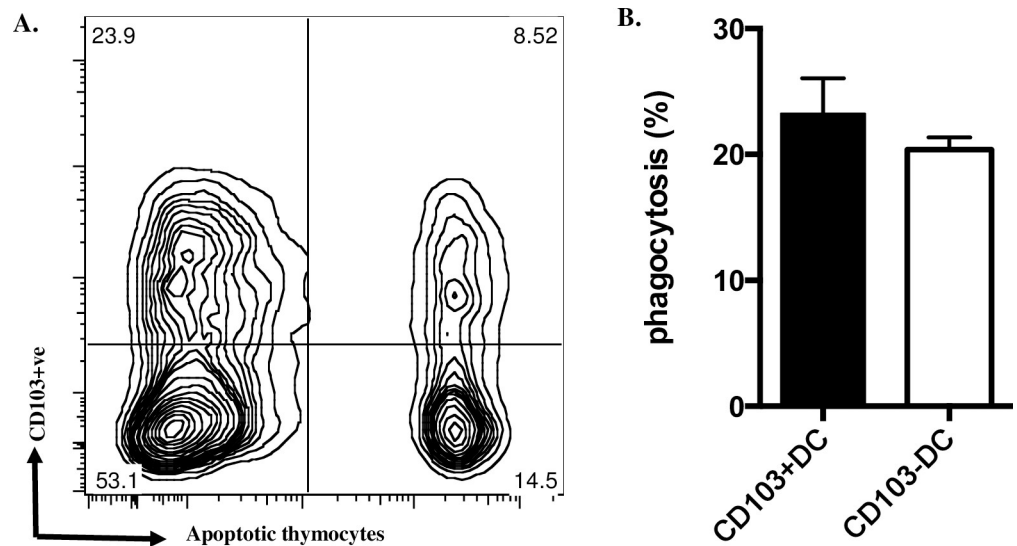 A.
23.9
8.52
53.1
14.5
CD103+ve
Apoptotic thymocytes
B.
phagocytosis (%)
30
20
10
0
CD103+DC
CD103-DC